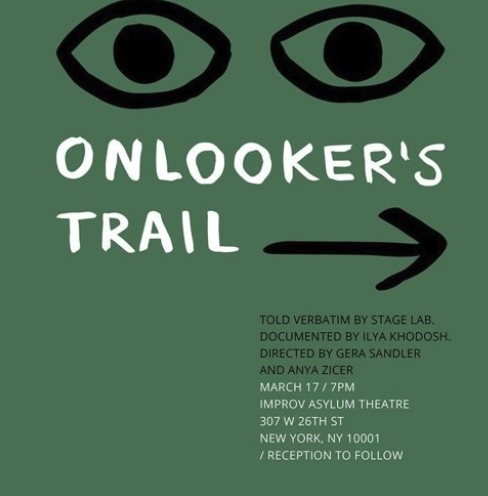 ONLOOKER'S
TRAIL
TOLD VERBATIM BY STAGE LAB.
DOCUMENTED BY ILYA KHODOSH.
DIRECTED BY GERA SANDLER
AND ANYA ZICER
MARCH 17 / 7PM
IMPROV ASYLUM THEATRE
307 W 26TH ST
NEW YORK, NY 10001
/ RECEPTION TO FOLLOW